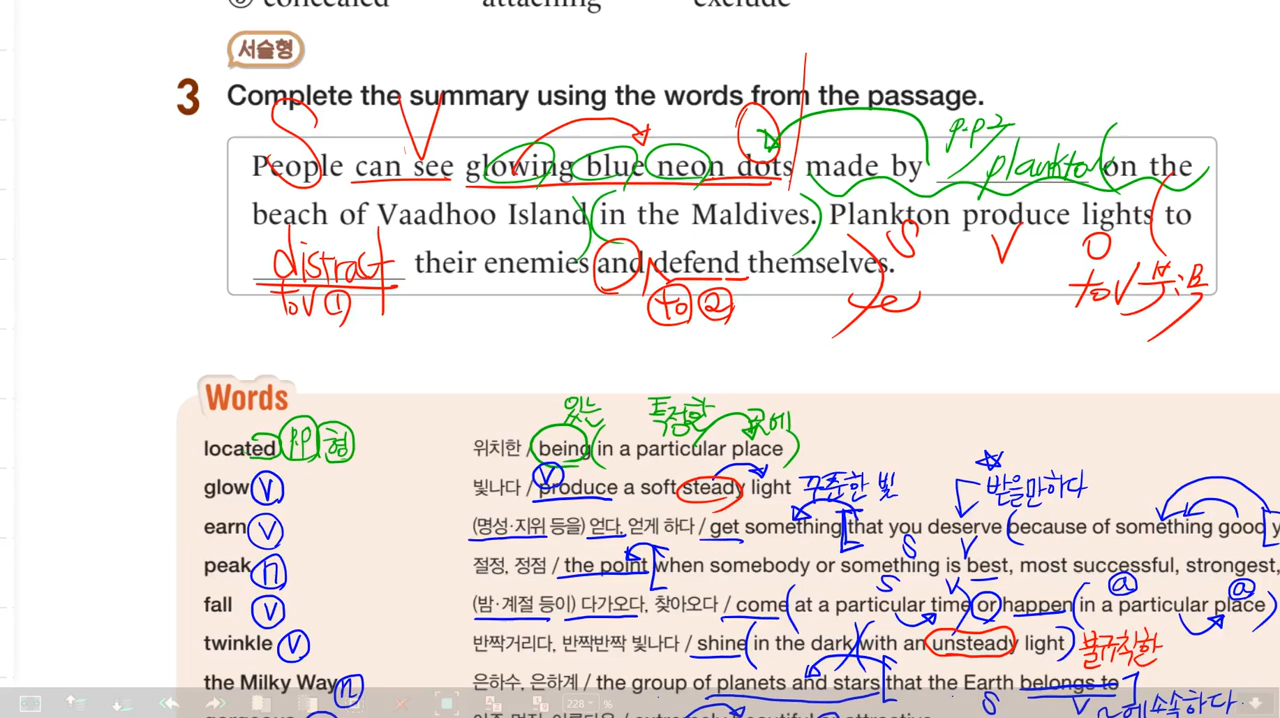 ③ concealed attaching exclude
서술형
3 Complete the summary using the words from the passage.
S V p.p구
People can see glowing blue neon dots made by plankton on the
beach of Vaadhoo Island in the Maldives. Plankton produce lights to
S V O
distract their enemies and defend themselves.
to V ① to ② to V 부·목
Words
있는 특정한 곳에
located pp 형 위치한 / being in a particular place
glow v 빛나다 / produce a soft steady light 꾸준한 빛 받을만하다
earn v (명성·지위 등을) 얻다, 얻게 하다 / get something that you deserve because of something good y
S V
peak n 절정, 정점 / the point when somebody or something is best, most successful, strongest,
S V
fall v (밤·계절 등이) 다가오다, 찾아오다 / come at a particular time or happen in a particular place
twinkle v 반짝거리다, 반짝반짝 빛나다 / shine in the dark with an unsteady light 불규칙한
the Milky Way n 은하수, 은하계 / the group of planets and stars that the Earth belongs to
S V ~에 소속하다
228 %